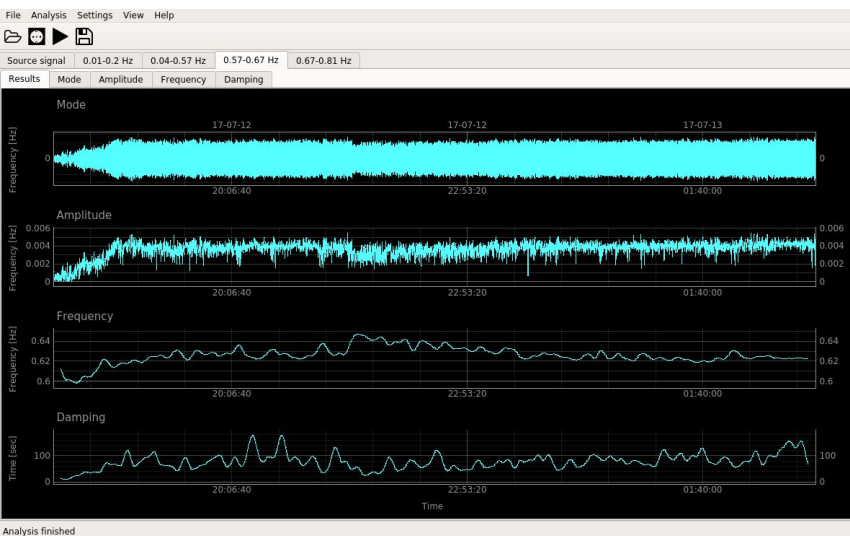 File Analysis Settings View Help
Source signal 0.01-0.2 Hz 0.04-0.57 Hz 0.57-0.67 Hz 0.67-0.81 Hz
Results Mode Amplitude Frequency Damping
Mode
17-07-12 17-07-12 17-07-13
Frequency [Hz]
0 0
20:06:40 22:53:20 01:40:00
Amplitude
Frequency [Hz]
0.006 0.006
0.004 0.004
0.002 0.002
0 0
20:06:40 22:53:20 01:40:00
Frequency
Frequency [Hz]
0.64 0.64
0.62 0.62
0.6 0.6
20:06:40 22:53:20 01:40:00
Damping
Time [sec]
100 100
0 0
20:06:40 22:53:20 01:40:00
Time
Analysis finished